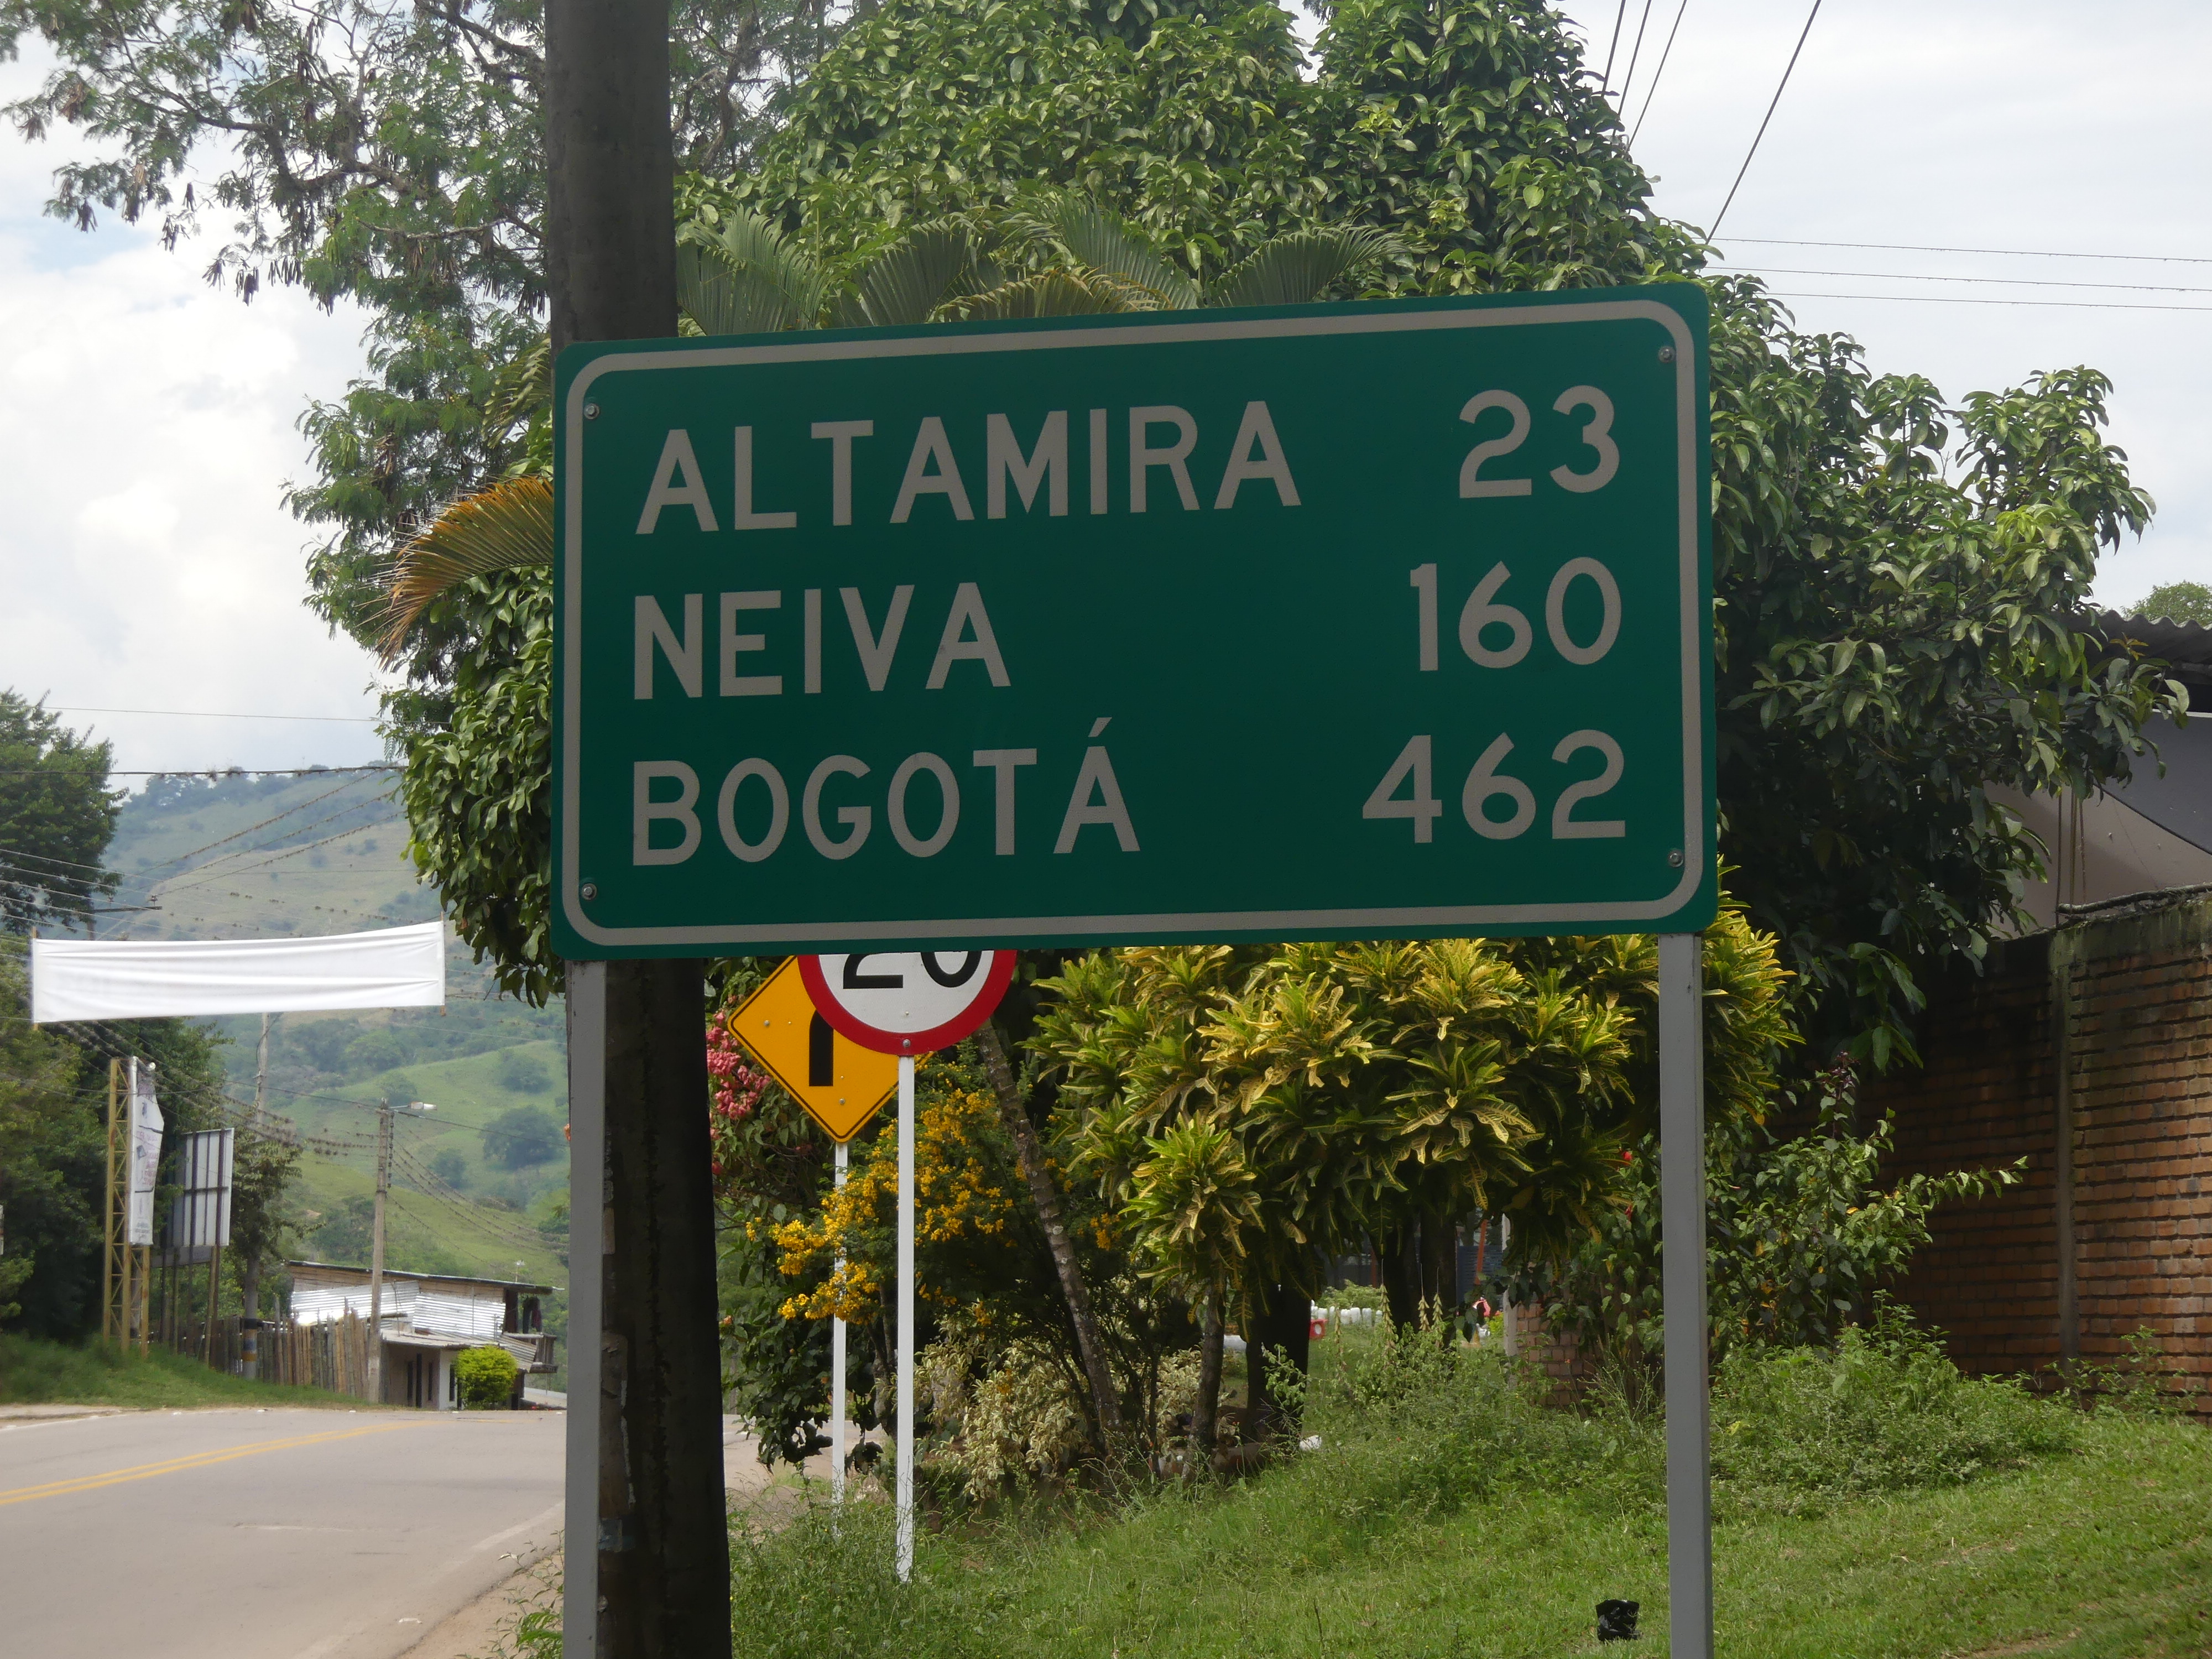 ALTAMIRA 23
NEIVA 160
BOGOTÁ 462